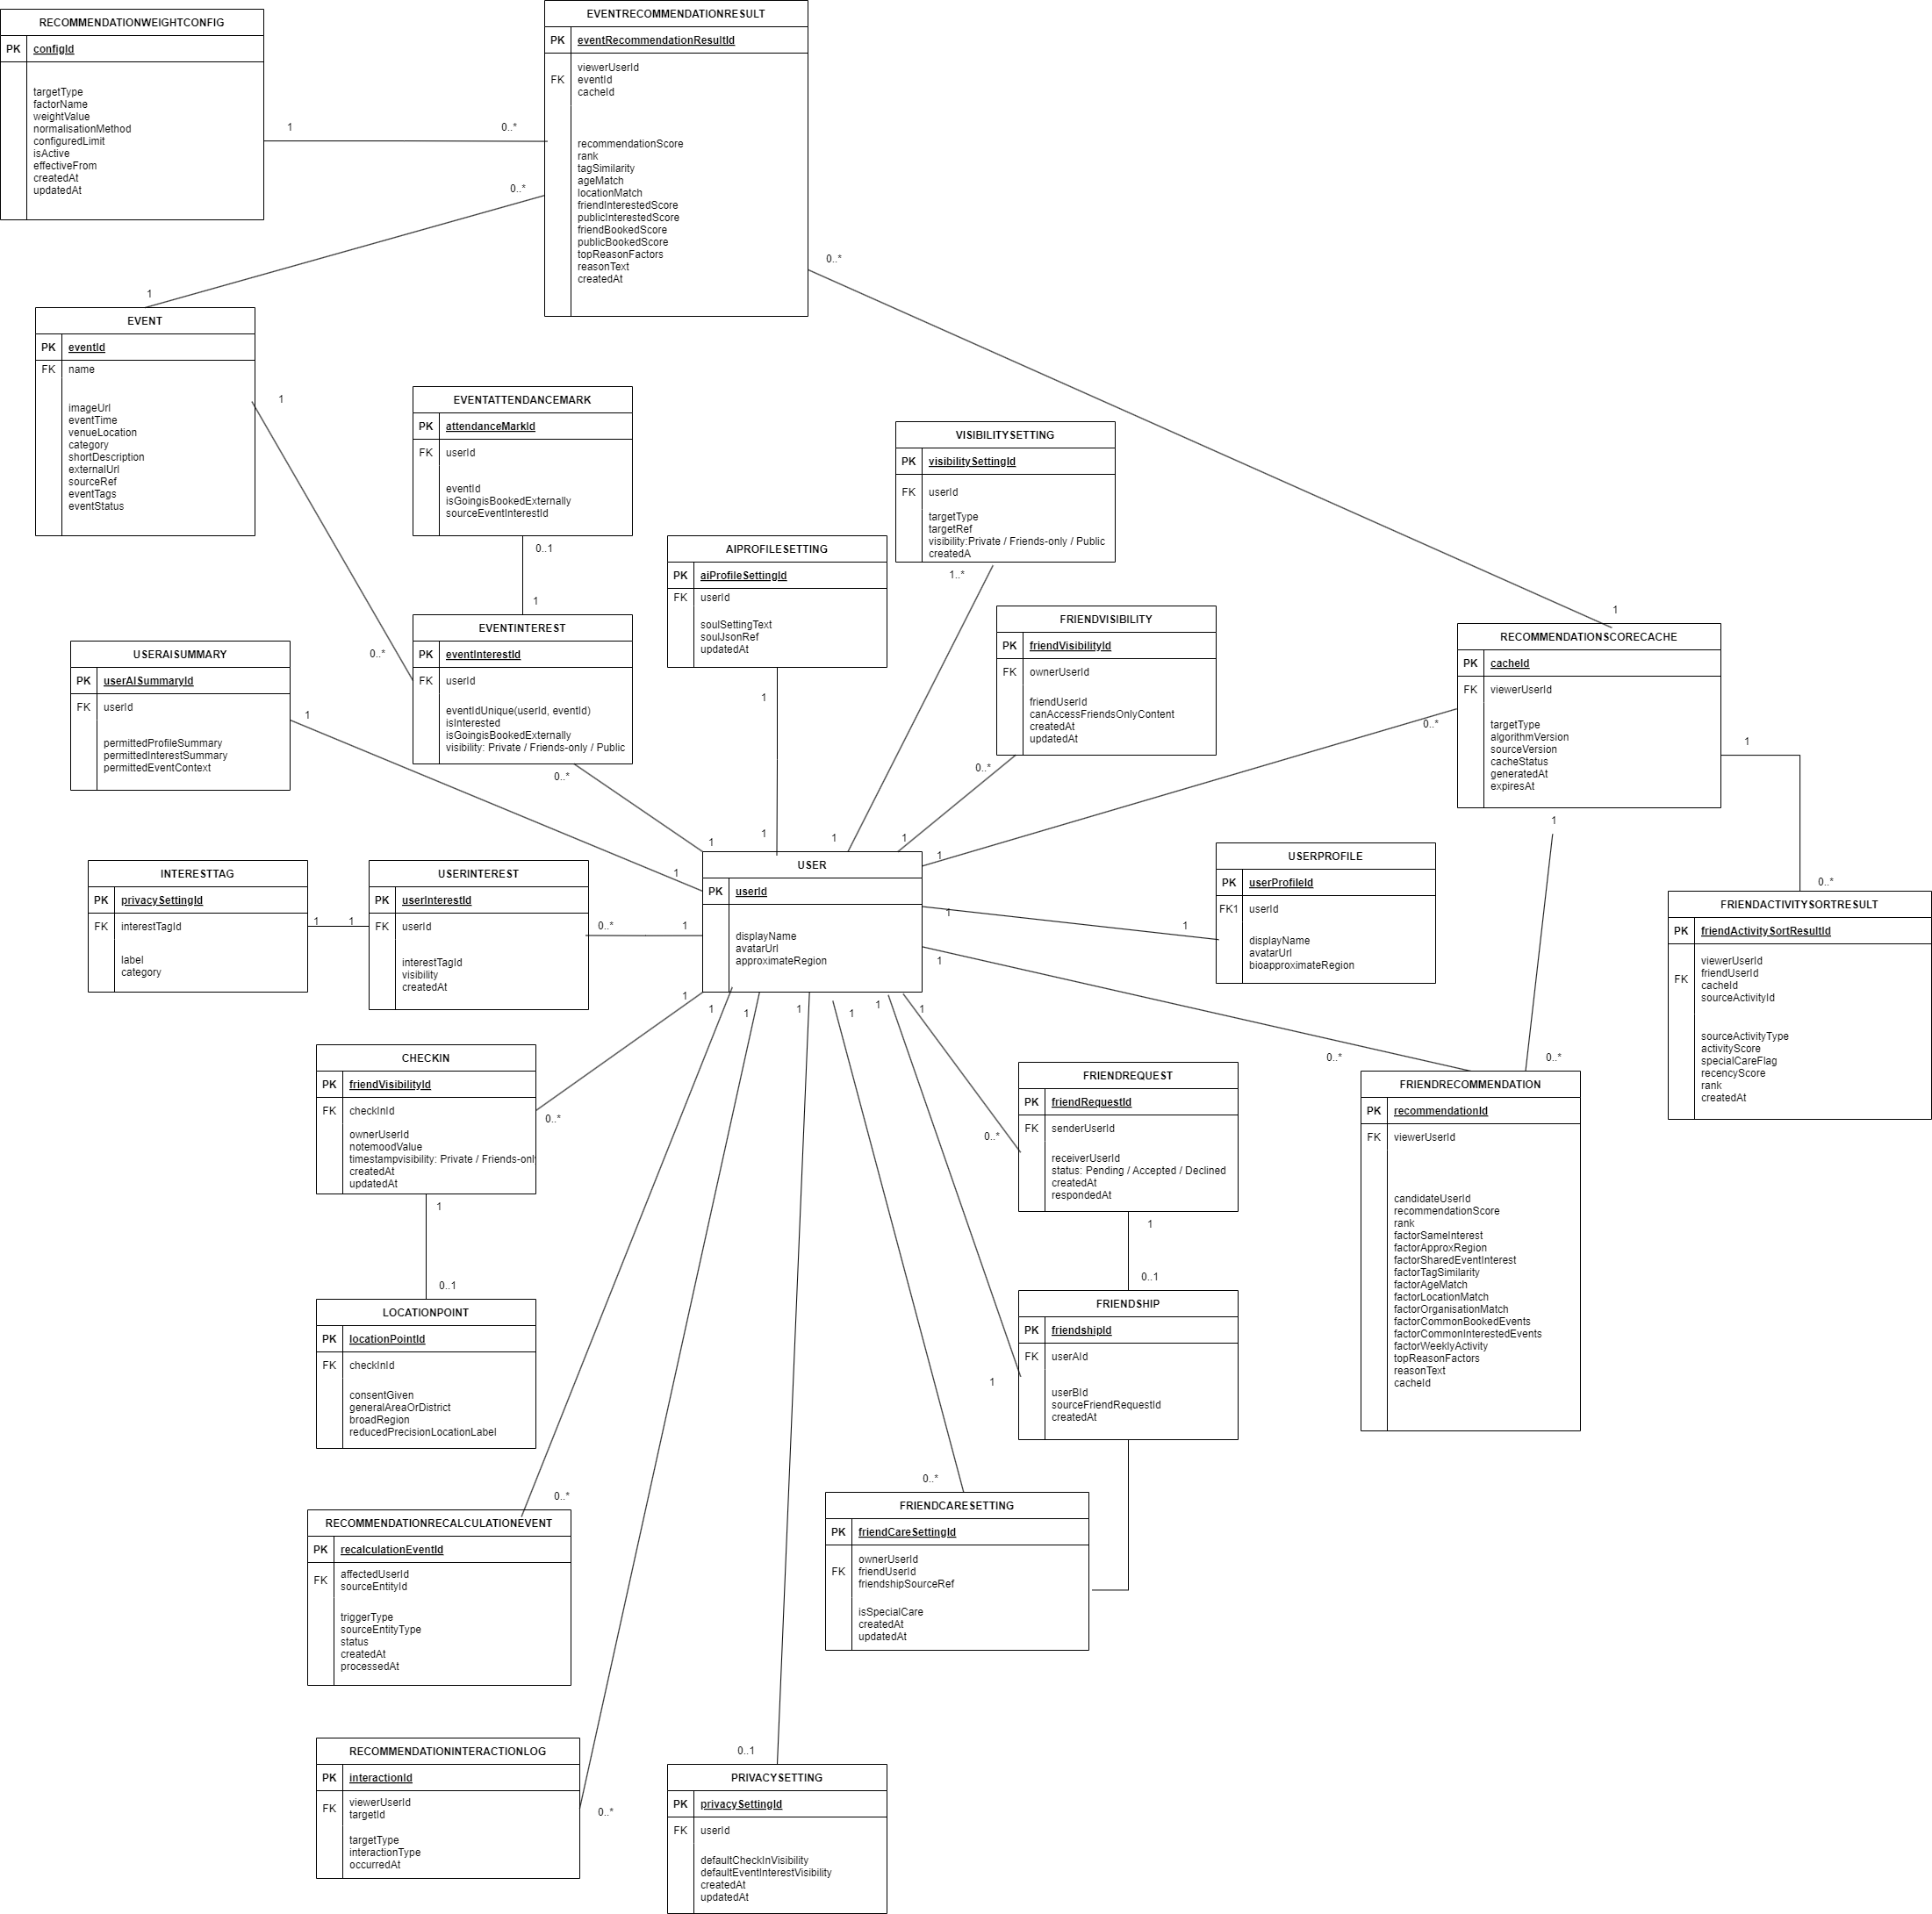 RECOMMENDATIONWEIGHTCONFIG
PK configId
targetType
factorName
weightValue
normalisationMethod
configuredLimit
isActive
effectiveFrom
createdAt
updatedAt
1
0..*
EVENTRECOMMENDATIONRESULT
PK eventRecommendationResultId
viewerUserId
FK eventId
cacheId
recommendationScore
rank
tagSimilarity
ageMatch
locationMatch
friendInterestedScore
publicInterestedScore
friendBookedScore
publicBookedScore
topReasonFactors
reasonText
createdAt
0..*
0..*
1
EVENT
PK eventId
FK name
imageUrl
eventTime
venueLocation
category
shortDescription
externalUrl
sourceRef
eventTags
eventStatus
1
EVENTATTENDANCEMARK
PK attendanceMarkId
FK userId
eventId
isGoingisBookedExternally
sourceEventInterestId
0..1
1
VISIBILITYSETTING
PK visibilitySettingId
FK userId
targetType
targetRef
visibility:Private / Friends-only / Public
createdA
1..*
AIPROFILESETTING
PK aiProfileSettingId
FK userId
soulSettingText
soulJsonRef
updatedAt
1
1
EVENTINTEREST
PK eventInterestId
FK userId
eventIdUnique(userId, eventId)
isInterested
isGoingisBookedExternally
visibility: Private / Friends-only / Public
0..*
0..*
FRIENDVISIBILITY
PK friendVisibilityId
FK ownerUserId
friendUserId
canAccessFriendsOnlyContent
createdAt
updatedAt
0..*
1
RECOMMENDATIONSCORECACHE
PK cacheId
FK viewerUserId
targetType
algorithmVersion
sourceVersion
cacheStatus
generatedAt
expiresAt
0..*
1
1
USERAISUMMARY
PK userAISummaryId
FK userId
permittedProfileSummary
permittedInterestSummary
permittedEventContext
1
1
1
1
1
1
USER
PK userId
displayName
avatarUrl
approximateRegion
1
USERPROFILE
PK userProfileId
FK1 userId
displayName
avatarUrl
bioapproximateRegion
1
1
INTERESTTAG
PK privacySettingId
FK interestTagId
label
category
1
1
USERINTEREST
PK userInterestId
FK userId
interestTagId
visibility
createdAt
0..*
1
0..*
FRIENDACTIVITYSORTRESULT
PK friendActivitySortResultId
viewerUserId
FK friendUserId
cacheId
sourceActivityId
sourceActivityType
activityScore
specialCareFlag
recencyScore
rank
createdAt
1
1
1
1
1
1
1
1
CHECKIN
PK friendVisibilityId
FK checkInId
ownerUserId
notemoodValue
timestampvisibility: Private / Friends-onl
createdAt
updatedAt
0..*
1
0..1
FRIENDREQUEST
PK friendRequestId
FK senderUserId
receiverUserId
status: Pending / Accepted / Declined
createdAt
respondedAt
0..*
1
0..1
0..*
0..*
FRIENDRECOMMENDATION
PK recommendationId
FK viewerUserId
candidateUserId
recommendationScore
rank
factorSameInterest
factorApproxRegion
factorSharedEventInterest
factorTagSimilarity
factorAgeMatch
factorLocationMatch
factorOrganisationMatch
factorCommonBookedEvents
factorCommonInterestedEvents
factorWeeklyActivity
topReasonFactors
reasonText
cacheId
LOCATIONPOINT
PK locationPointId
FK checkInId
consentGiven
generalAreaOrDistrict
broadRegion
reducedPrecisionLocationLabel
FRIENDSHIP
PK friendshipId
FK userAId
userBId
sourceFriendRequestId
createdAt
1
0..*
FRIENDCARESETTING
PK friendCareSettingId
ownerUserId
FK friendUserId
friendshipSourceRef
isSpecialCare
createdAt
updatedAt
0..*
RECOMMENDATIONRECALCULATIONEVENT
PK recalculationEventId
FK affectedUserId
sourceEntityId
triggerType
sourceEntityType
status
createdAt
processedAt
RECOMMENDATIONINTERACTIONLOG
PK interactionId
FK viewerUserId
targetId
targetType
interactionType
occurredAt
0..*
0..1
PRIVACYSETTING
PK privacySettingId
FK userId
defaultCheckInVisibility
defaultEventInterestVisibility
createdAt
updatedAt